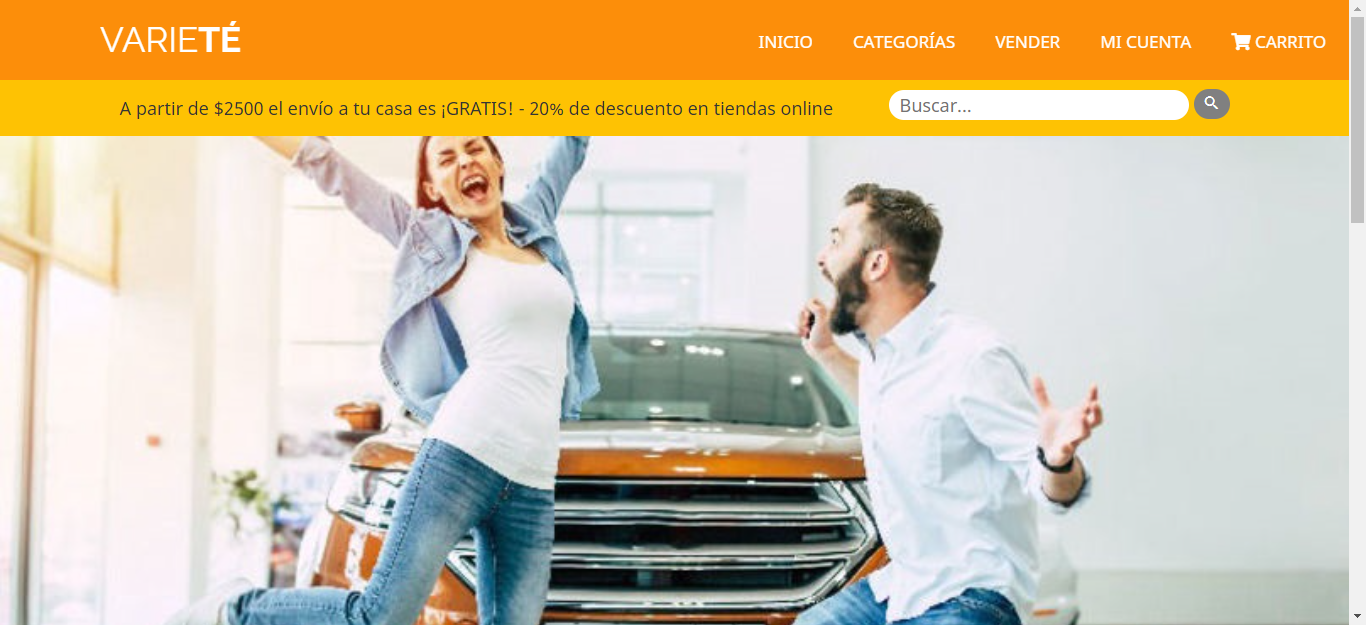 VARIETÉ
INICIO CATEGORÍAS VENDER MI CUENTA CARRITO
A partir de $2500 el envío a tu casa es ¡GRATIS! - 20% de descuento en tiendas online
Buscar...